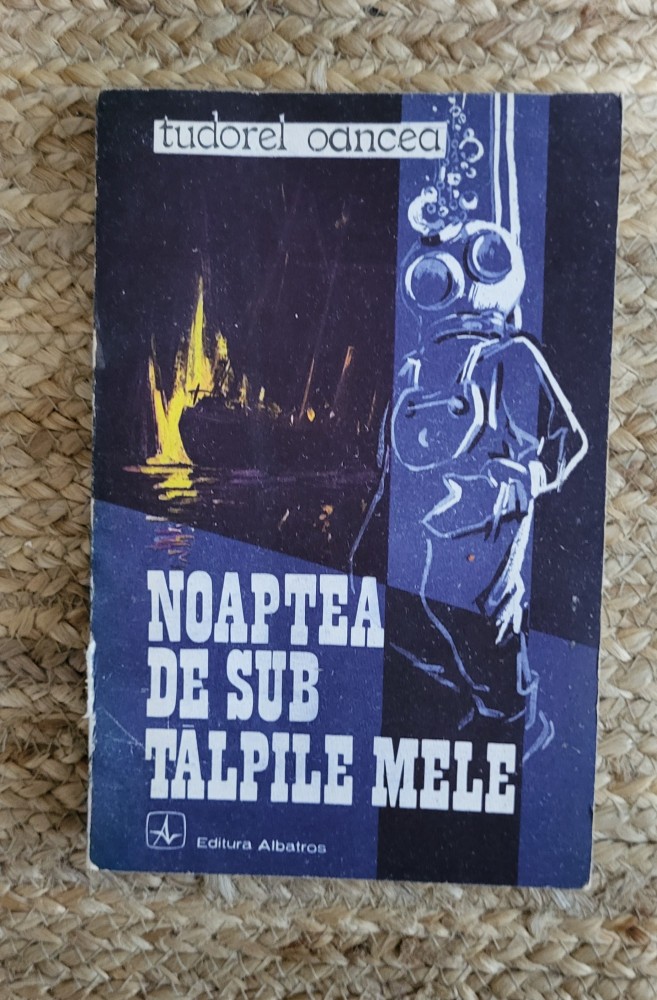 tudorel oancea
NOAPTEA
DE SUB
TĂLPILE MELE
Editura Albatros